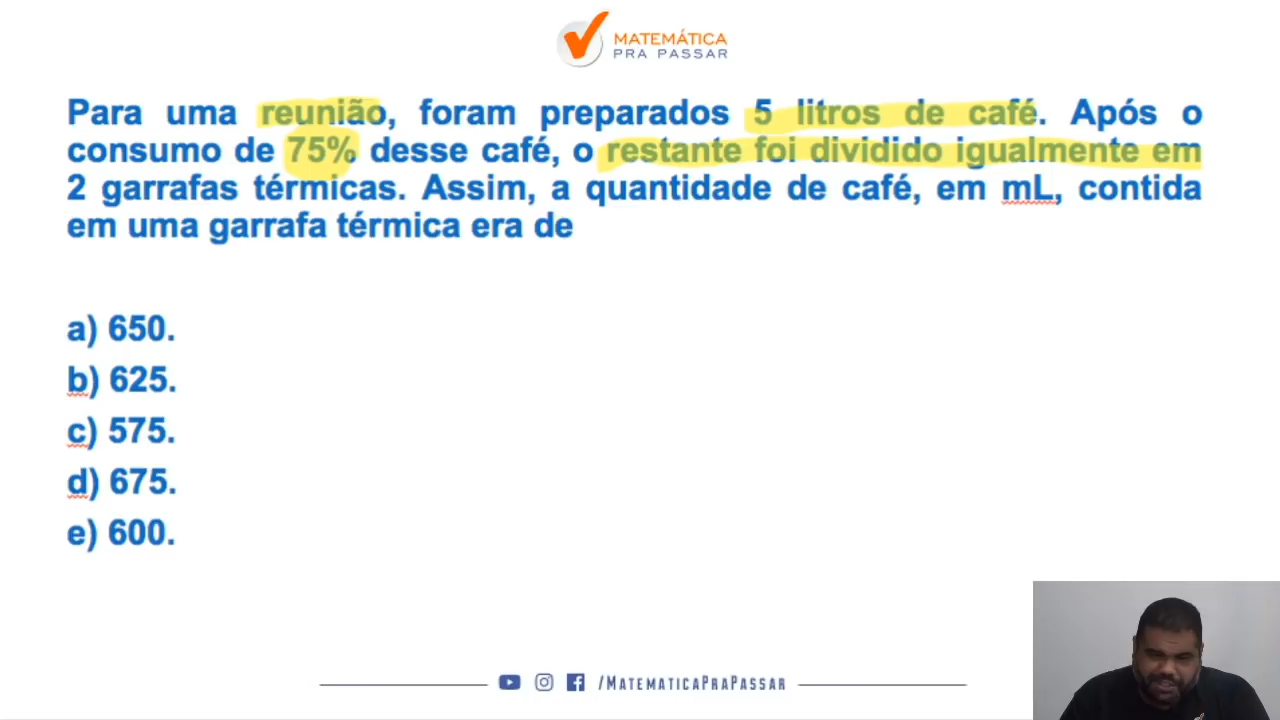 MATEMÁTICA
PRA PASSAR
Para uma reunião, foram preparados 5 litros de café. Após o
consumo de 75% desse café, o restante foi dividido igualmente em
2 garrafas térmicas. Assim, a quantidade de café, em mL, contida
em uma garrafa térmica era de
a) 650.
b) 625.
c) 575.
d) 675.
e) 600.
/MATEMATICAPRAPASSAR